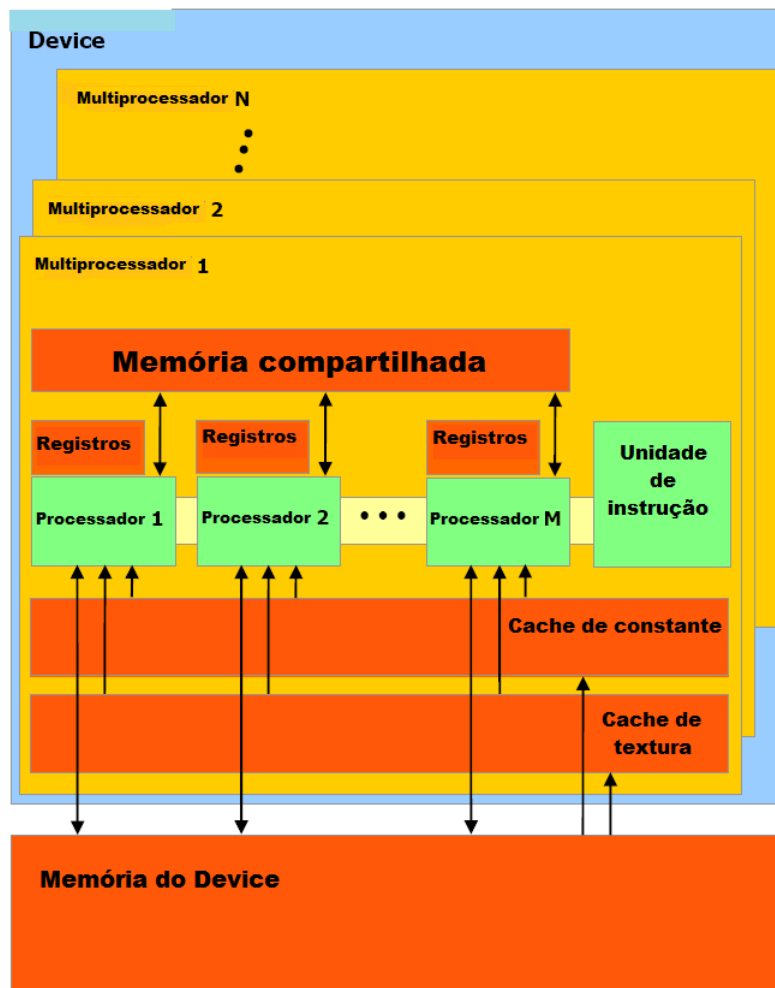 Device
Multiprocessador N
Multiprocessador 2
Multiprocessador 1
Memória compartilhada
Registros
Registros
Registros
Processador 1
Processador 2
Processador M
Unidade
de
instrução
Cache de constante
Cache de
textura
Memória do Device